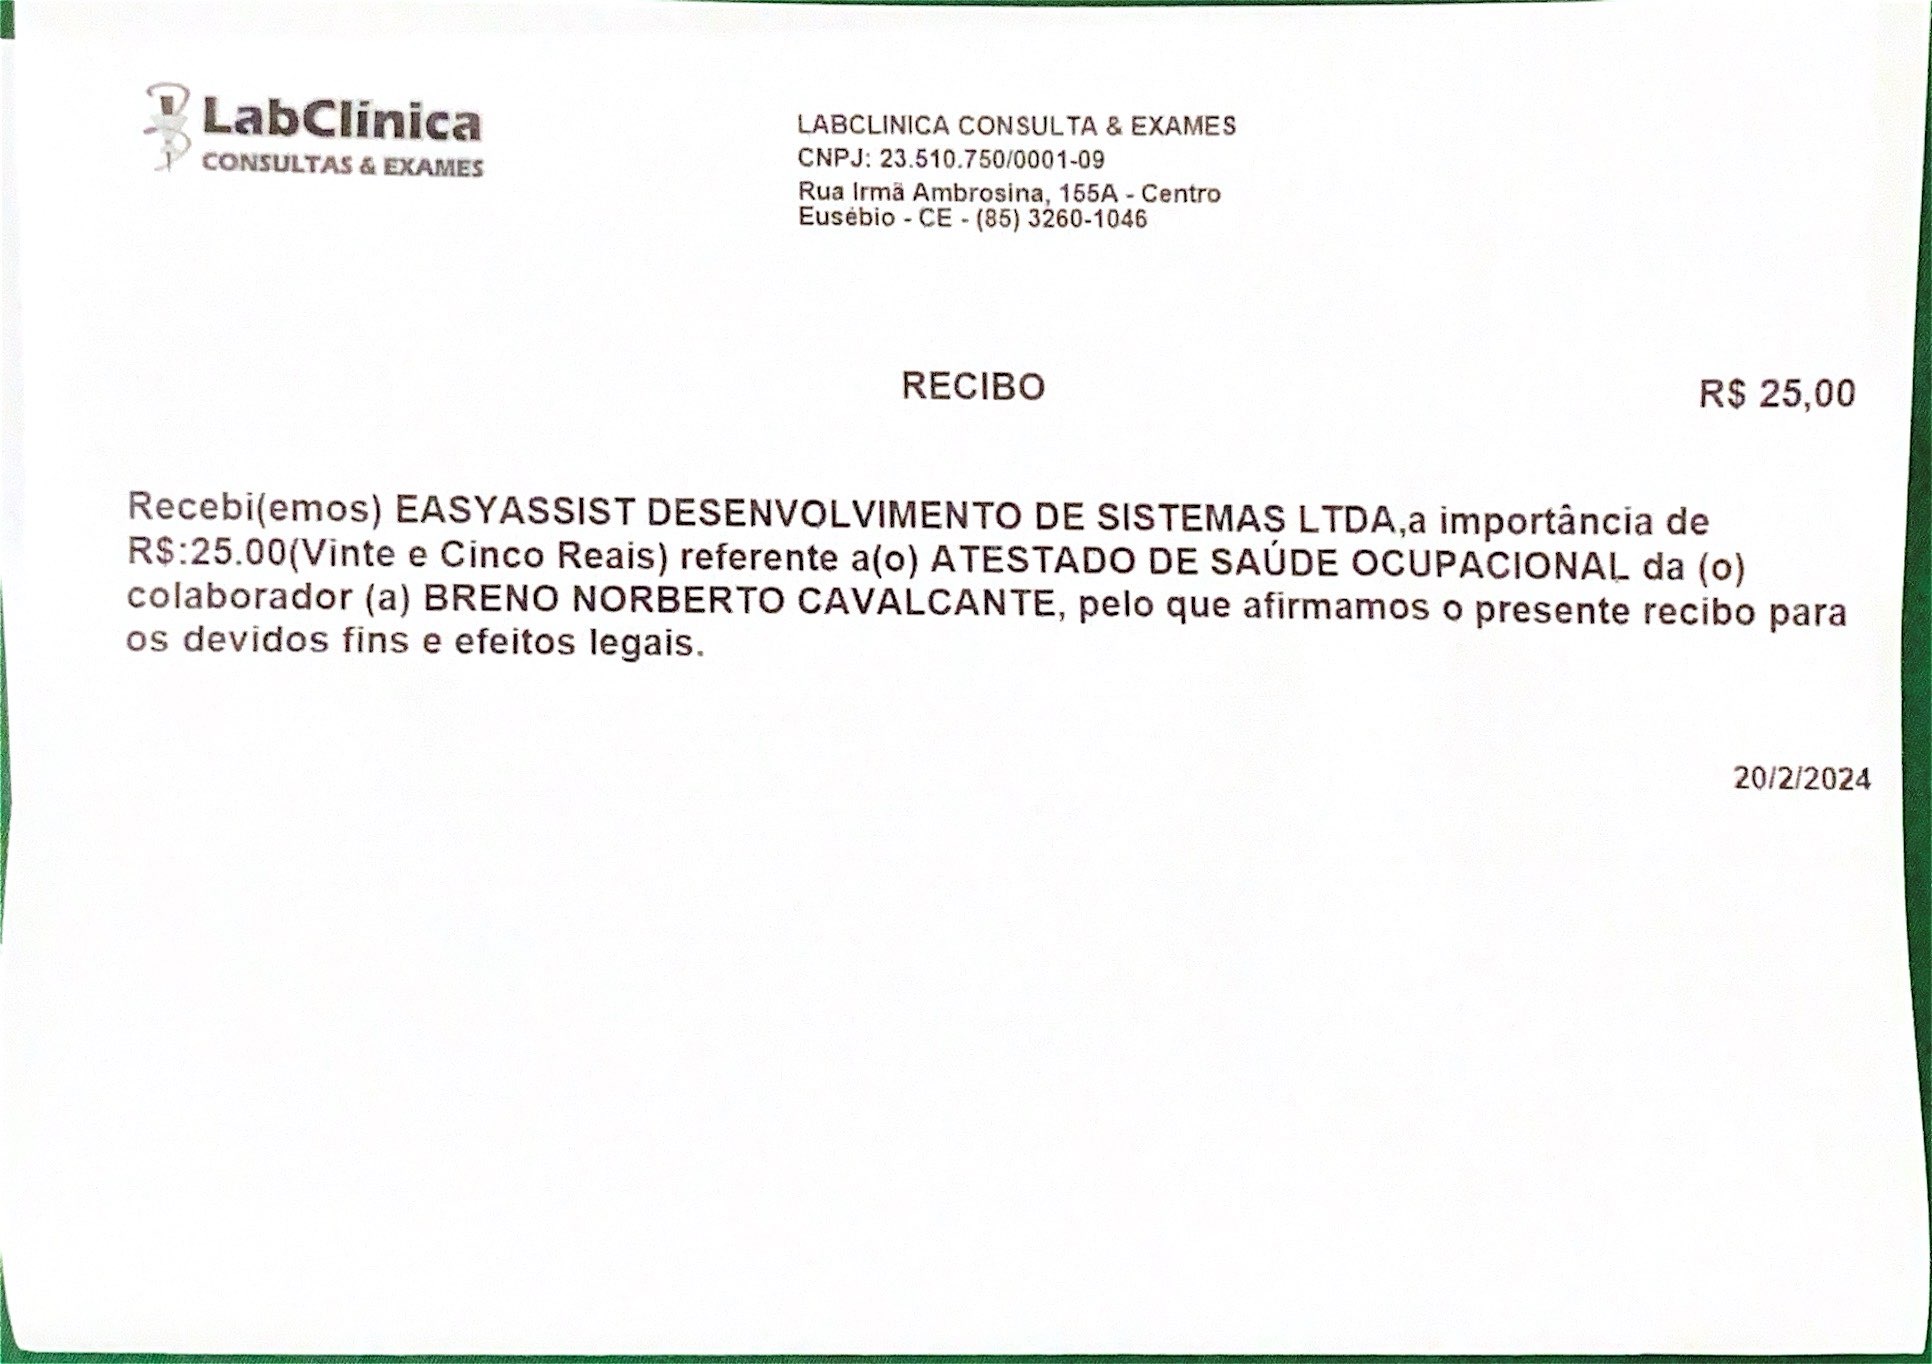 LabClínica
CONSULTAS & EXAMES
LABCLINICA CONSULTA & EXAMES
CNPJ: 23.510.750/0001-09
Rua Irmã Ambrosina, 155A - Centro
Eusébio - CE - (85) 3260-1046
RECIBO
R$ 25,00
Recebi(emos) EASYASSIST DESENVOLVIMENTO DE SISTEMAS LTDA,a importância de
R$:25.00(Vinte e Cinco Reais) referente a(o) ATESTADO DE SAÚDE OCUPACIONAL da (o)
colaborador (a) BRENO NORBERTO CAVALCANTE, pelo que afirmamos o presente recibo para
os devidos fins e efeitos legais.
20/2/2024